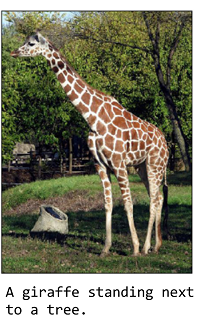 A giraffe standing next
to a tree.